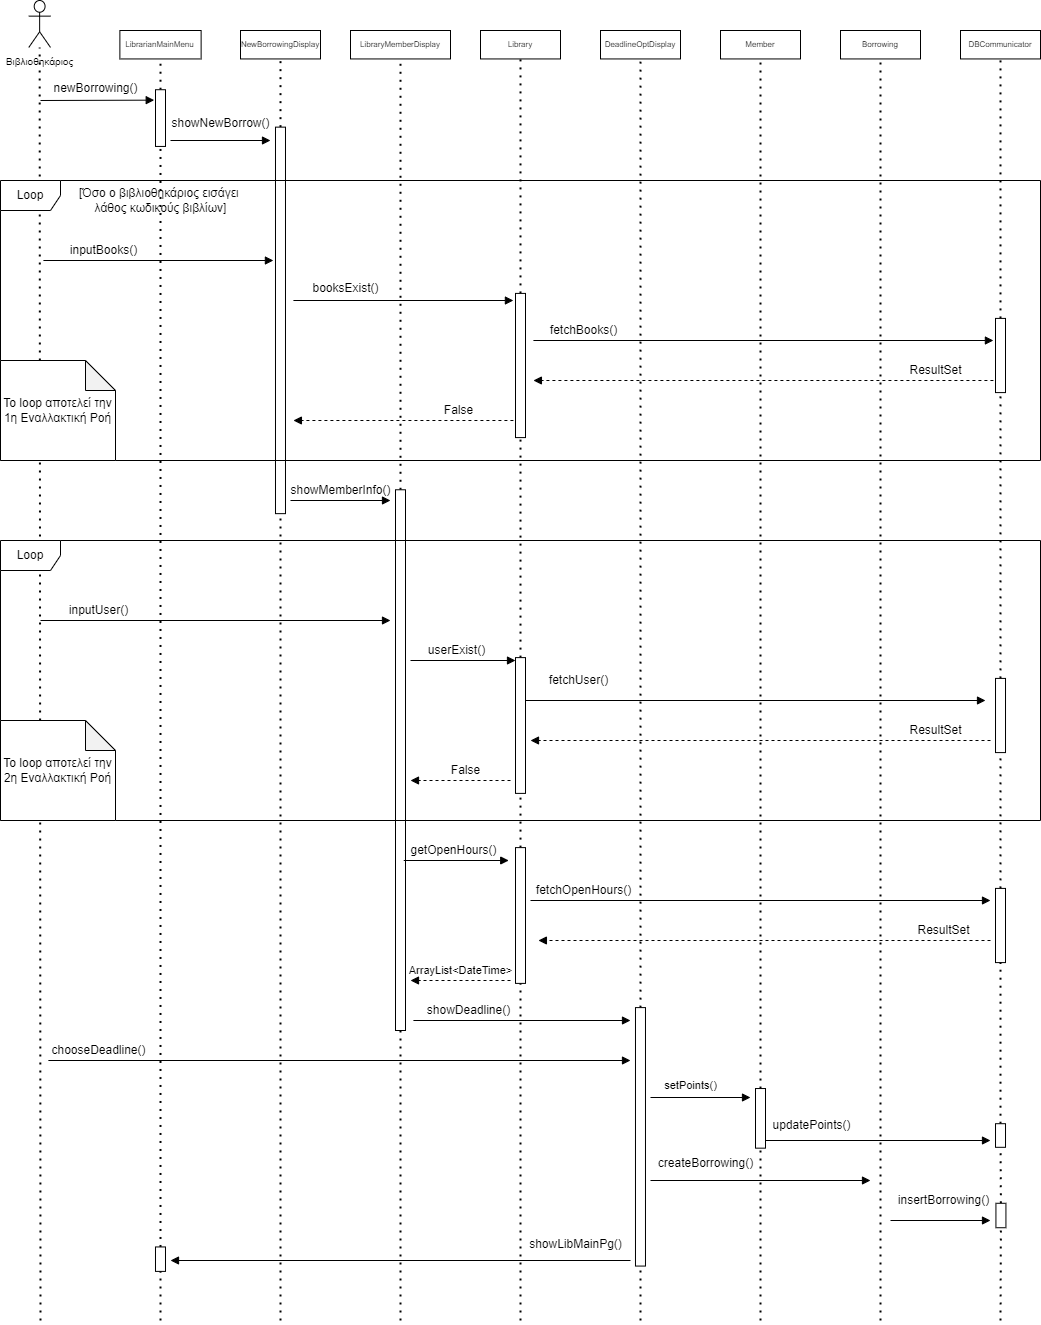 LibrarianMainMenu
NewBorrowingDisplay
LibraryMemberDisplay
Library
DeadlineOptDisplay
Member
Borrowing
DBCommunicator
Βιβλιοθηκάριος
newBorrowing()
showNewBorrow()
Loop
[Όσο ο βιβλιοθηκάριος εισάγει
λάθος κωδικούς βιβλίων]
inputBooks()
booksExist()
fetchBooks()
ResultSet
Το loop αποτελεί την
1η Εναλλακτική Ροή
False
showMemberInfo()
Loop
inputUser()
userExist()
fetchUser()
ResultSet
Το loop αποτελεί την
2η Εναλλακτική Ροή
False
getOpenHours()
fetchOpenHours()
ResultSet
ArrayList<DateTime>
showDeadline()
chooseDeadline()
setPoints()
updatePoints()
createBorrowing()
insertBorrowing()
showLibMainPg()